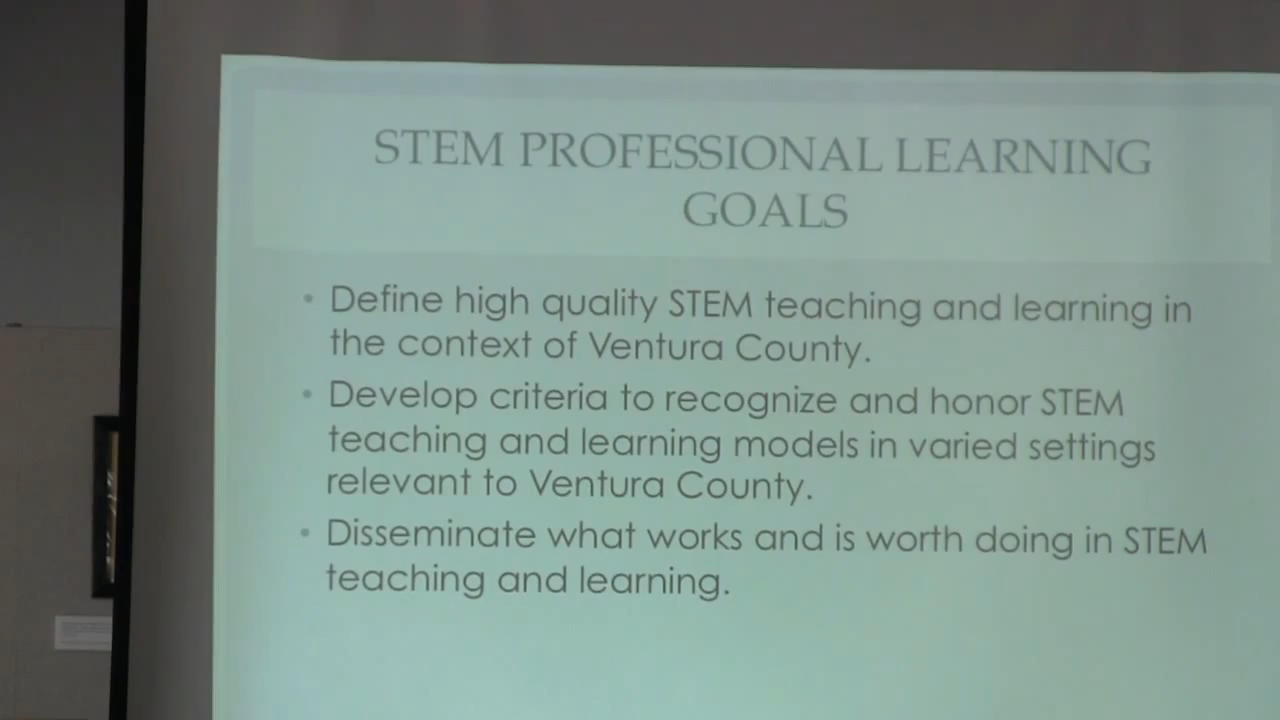 STEM PROFESSIONAL LEARNING
GOALS
• Define high quality STEM teaching and learning in
the context of Ventura County.
• Develop criteria to recognize and honor STEM
teaching and learning models in varied settings
relevant to Ventura County.
• Disseminate what works and is worth doing in STEM
teaching and learning.